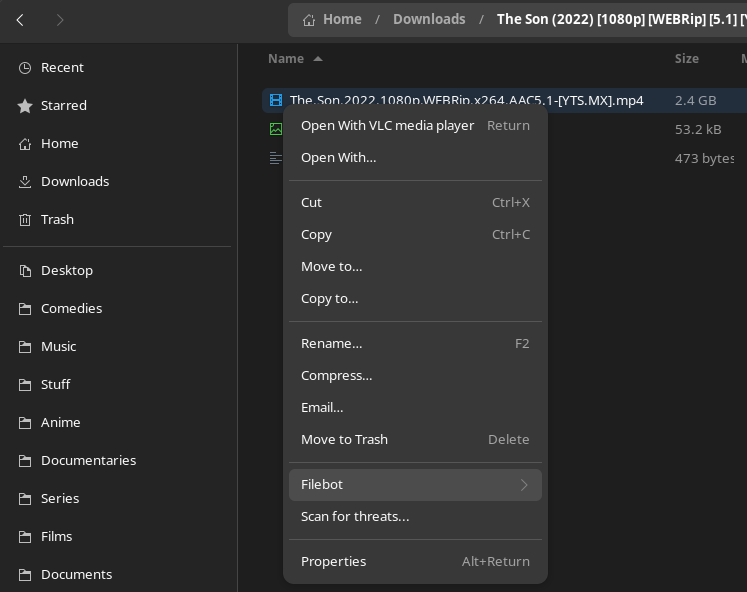 Home / Downloads / The Son (2022) [1080p] [WEBRip] [5.1] [
Name Size
Recent
Starred
Home
Downloads
Trash
Desktop
Comedies
Music
Stuff
Anime
Documentaries
Series
Films
Documents
The.Son.2022.1080p.WEBRip.x264.AAC5.1-[YTS.MX].mp4 2.4 GB
53.2 kB
473 bytes
Open With VLC media player Return
Open With...
Cut Ctrl+X
Copy Ctrl+C
Move to...
Copy to...
Rename... F2
Compress...
Email...
Move to Trash Delete
Filebot
Scan for threats...
Properties Alt+Return